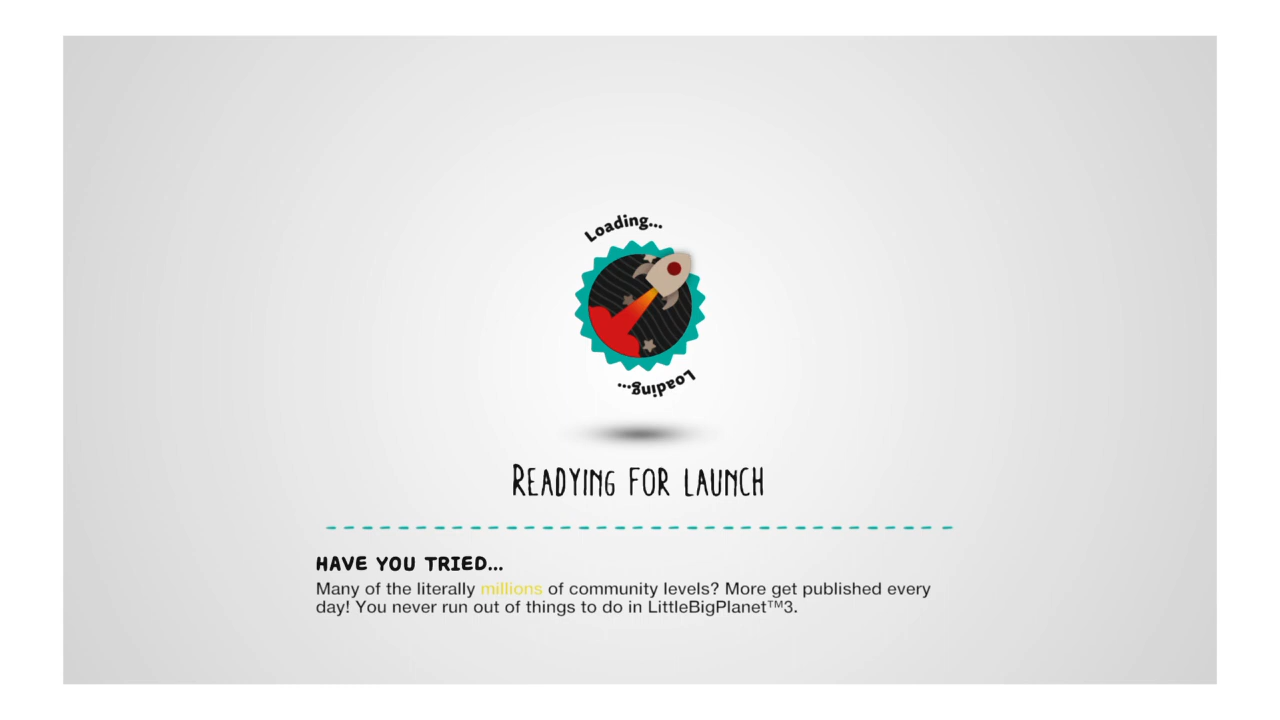 Loading...
Loading...
READYING FOR LAUNCH
HAVE YOU TRIED...
Many of the literally millions of community levels? More get published every
day! You never run out of things to do in LittleBigPlanet™3.